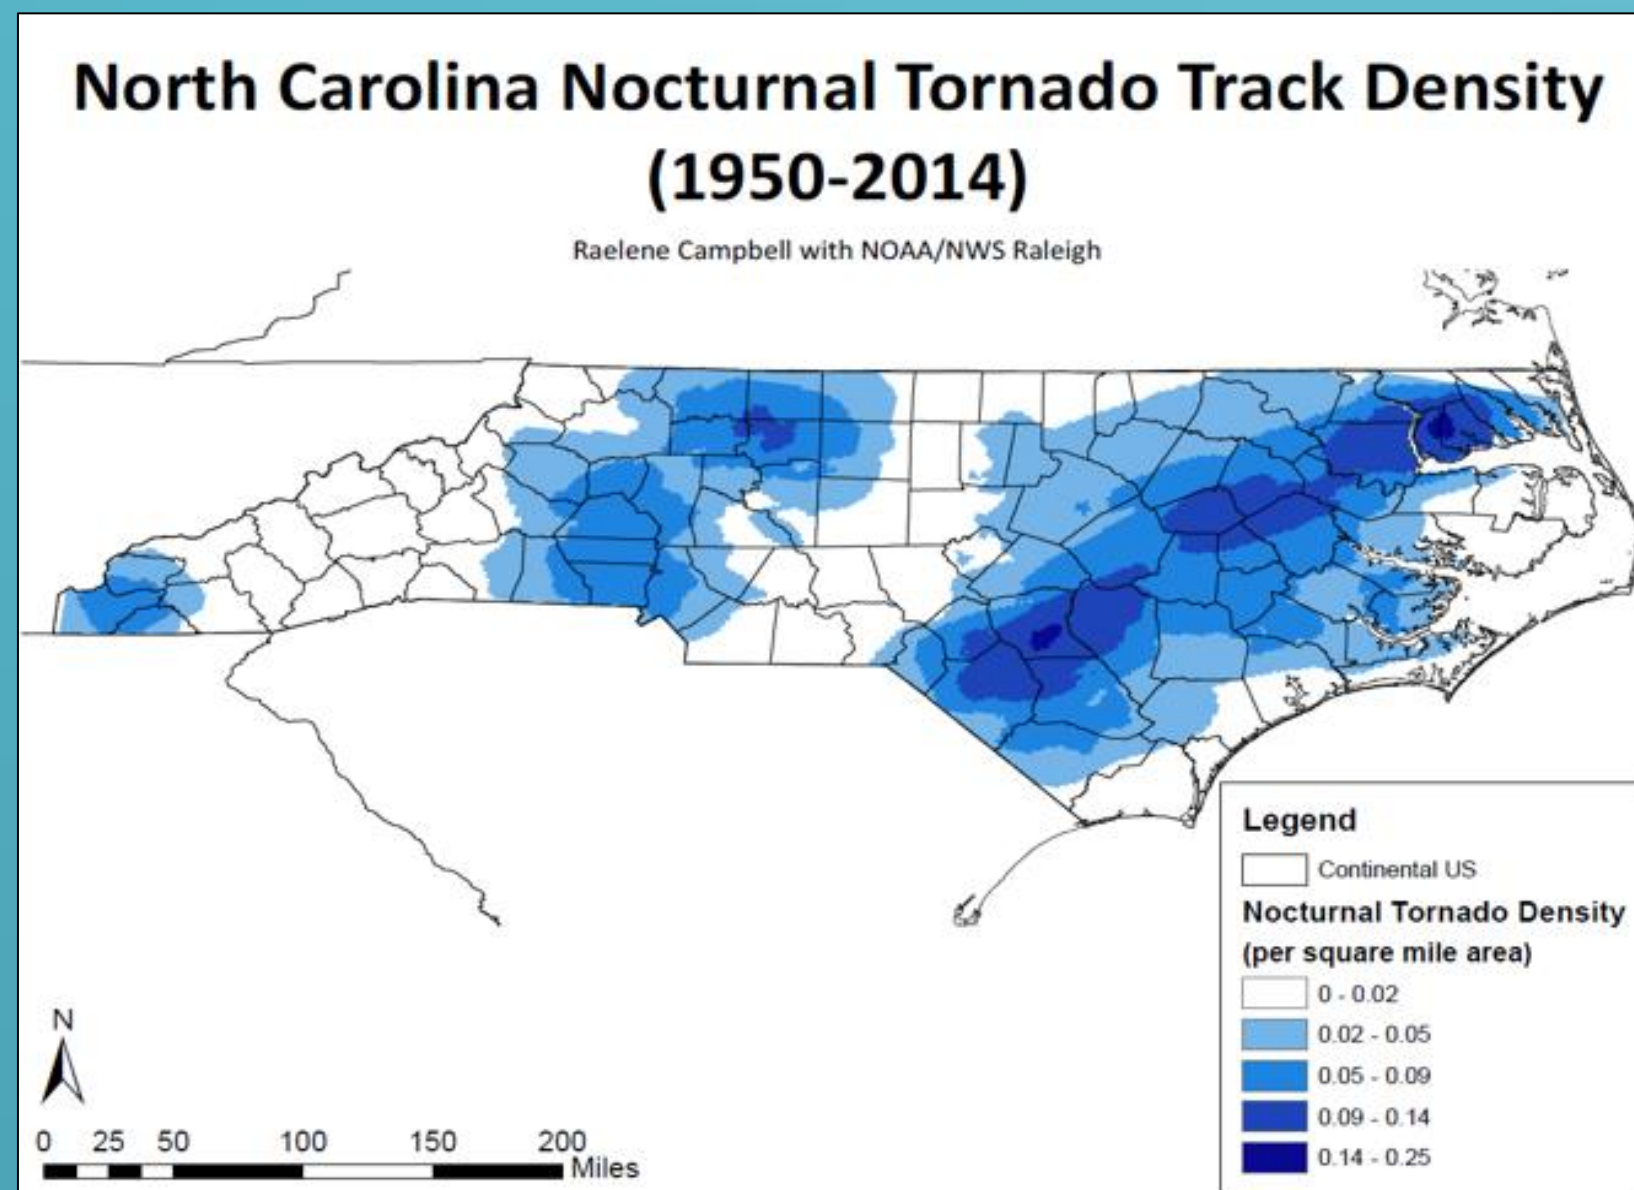 North Carolina Nocturnal Tornado Track Density
(1950-2014)
Raelene Campbell with NOAA/NWS Raleigh
Legend
Continental US
Nocturnal Tornado Density
(per square mile area)
0 - 0.02
0.02 - 0.05
0.05 - 0.09
0.09 - 0.14
0.14 - 0.25
N
0 25 50 100 150 200
Miles